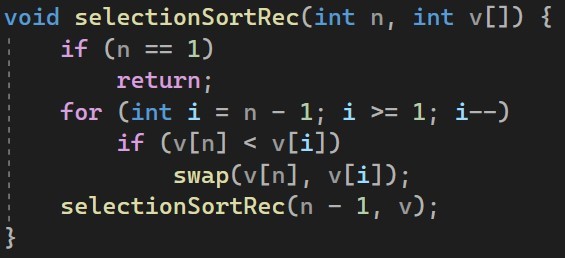 void selectionSortRec(int n, int v[]) {
    if (n == 1)
        return;
    for (int i = n - 1; i >= 1; i--)
        if (v[n] < v[i])
            swap(v[n], v[i]);
    selectionSortRec(n - 1, v);
}